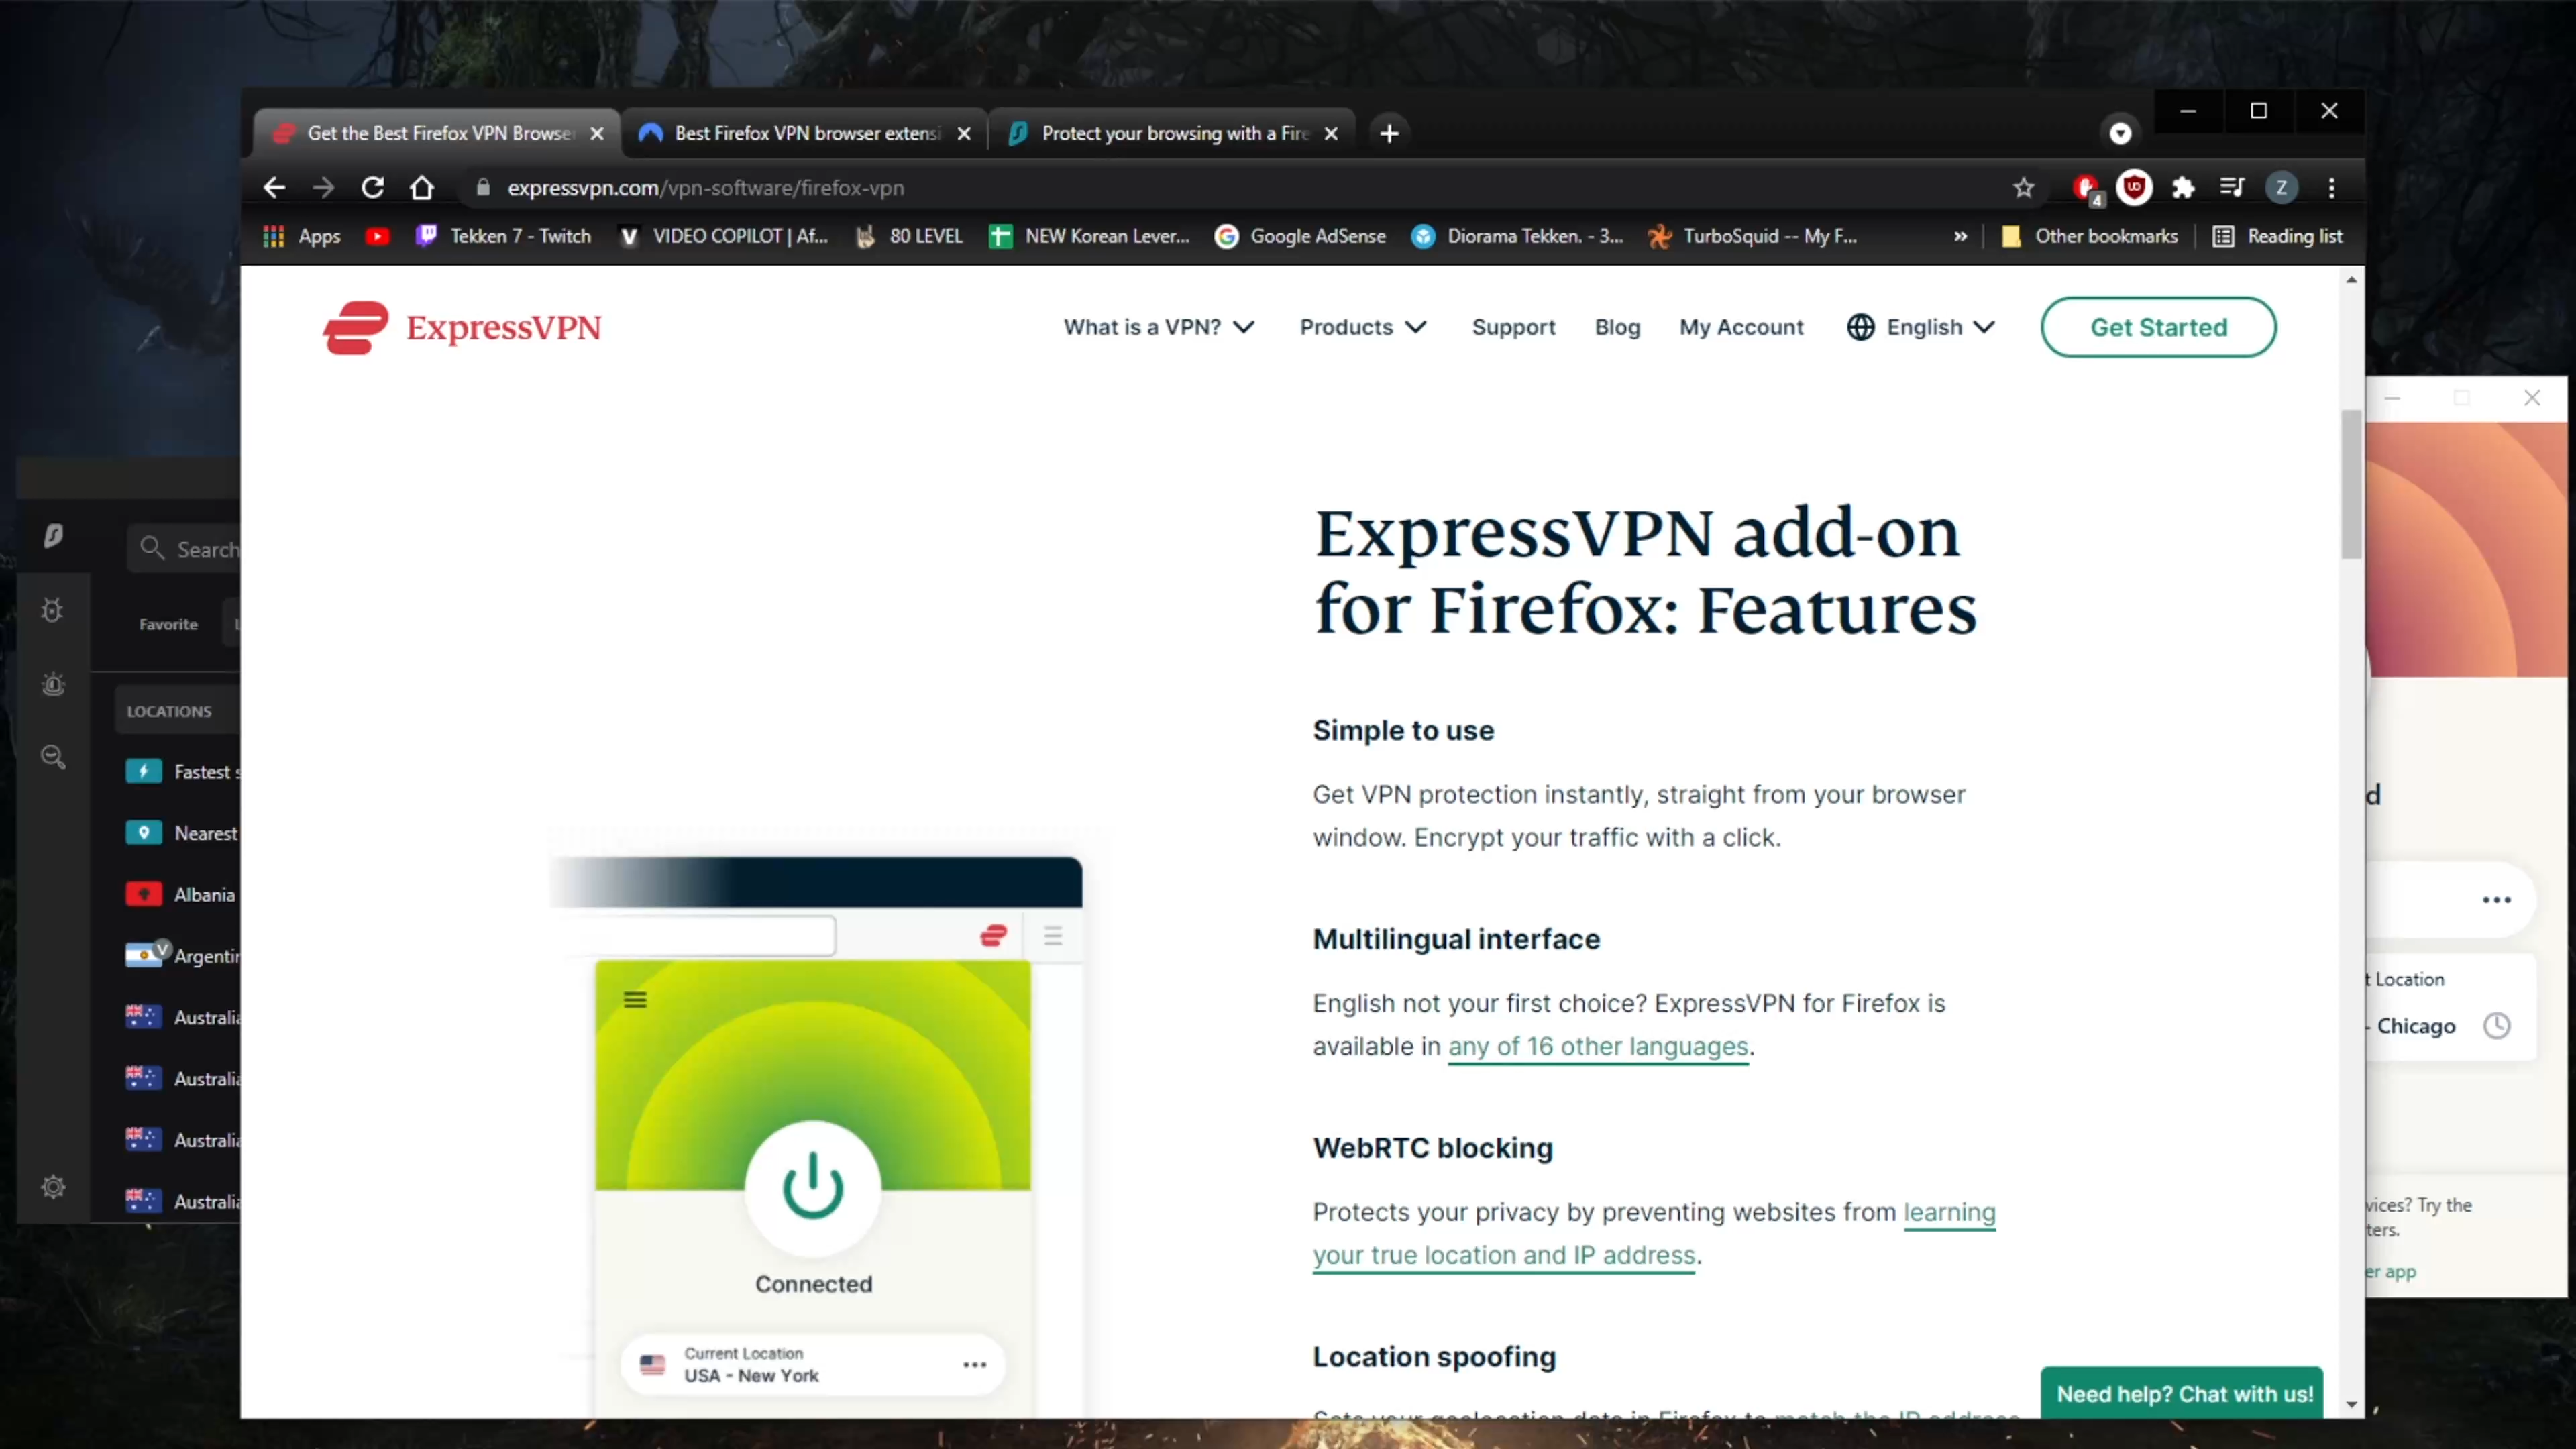 Get the Best Firefox VPN Browse
Best Firefox VPN browser extensi
Protect your browsing with a Fire
expressvpn.com/vpn-software/firefox-vpn
4
UD
Z
Apps
Tekken 7 - Twitch
VIDEO COPILOT | Af...
80 LEVEL
NEW Korean Lever...
Google AdSense
Diorama Tekken. - 3...
TurboSquid -- My F...
»
Other bookmarks
Reading list
ExpressVPN
What is a VPN?
Products
Support
Blog
My Account
English
Get Started
Search
Favorite
LOCATIONS
Fastest s
Nearest
Albania
V
Argentin
Australia
Australia
Australia
Australia
ExpressVPN add-on
for Firefox: Features
Simple to use
Get VPN protection instantly, straight from your browser
window. Encrypt your traffic with a click.
Multilingual interface
English not your first choice? ExpressVPN for Firefox is
available in any of 16 other languages.
WebRTC blocking
Protects your privacy by preventing websites from learning
your true location and IP address.
Location spoofing
Connected
Current Location
USA - New York
•••
Need help? Chat with us!
d
•••
t Location
- Chicago
vices? Try the
ters.
er app